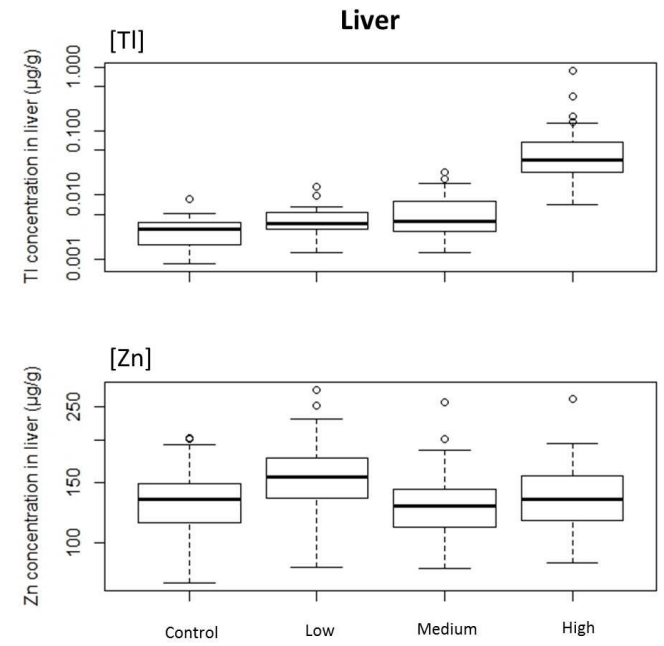 Liver
[Tl]
Tl concentration in liver (µg/g)
1.000
0.100
0.010
0.001
[Zn]
Zn concentration in liver (µg/g)
250
150
100
Control Low Medium High